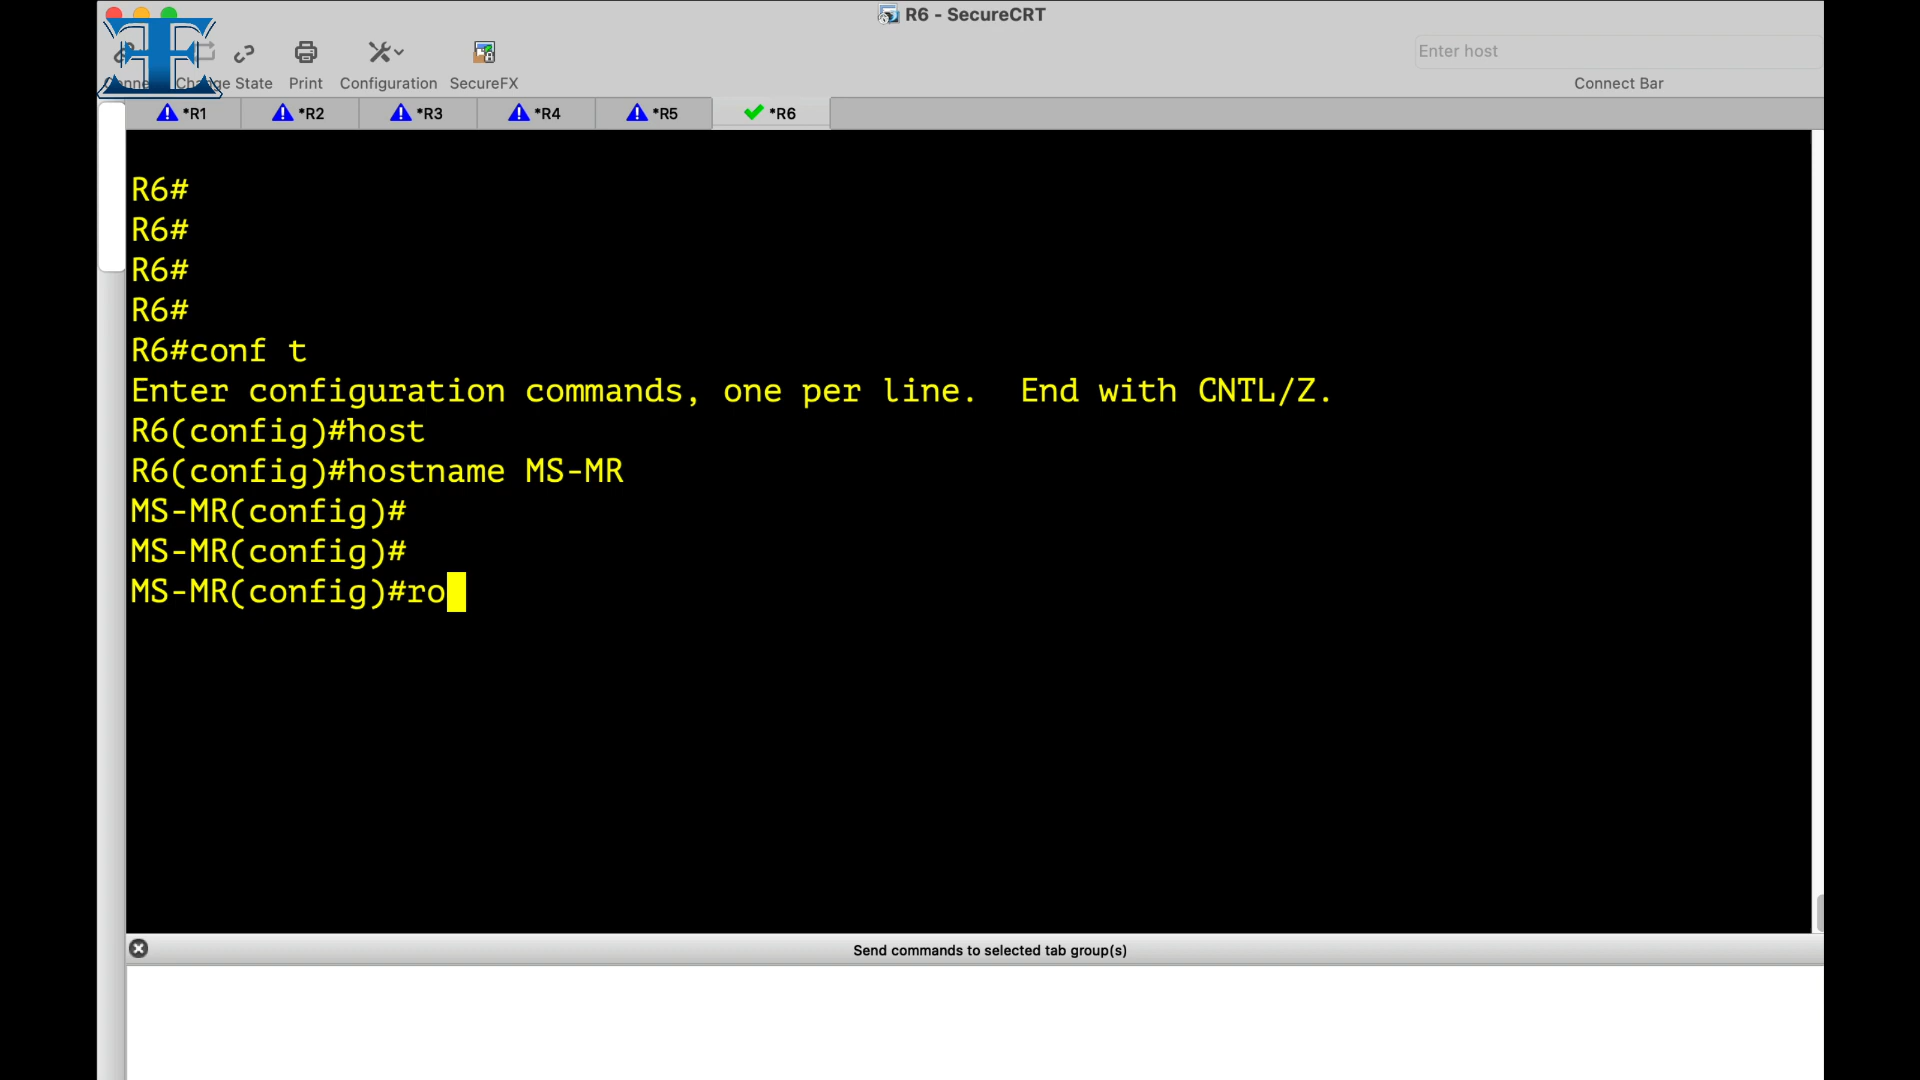 R6 - SecureCRT
Enter host
Change State Print Configuration SecureFX Connect Bar
*R1 *R2 *R3 *R4 *R5 *R6
R6#
R6#
R6#
R6#
R6#conf t
Enter configuration commands, one per line.  End with CNTL/Z.
R6(config)#host
R6(config)#hostname MS-MR
MS-MR(config)#
MS-MR(config)#
MS-MR(config)#ro
Send commands to selected tab group(s)